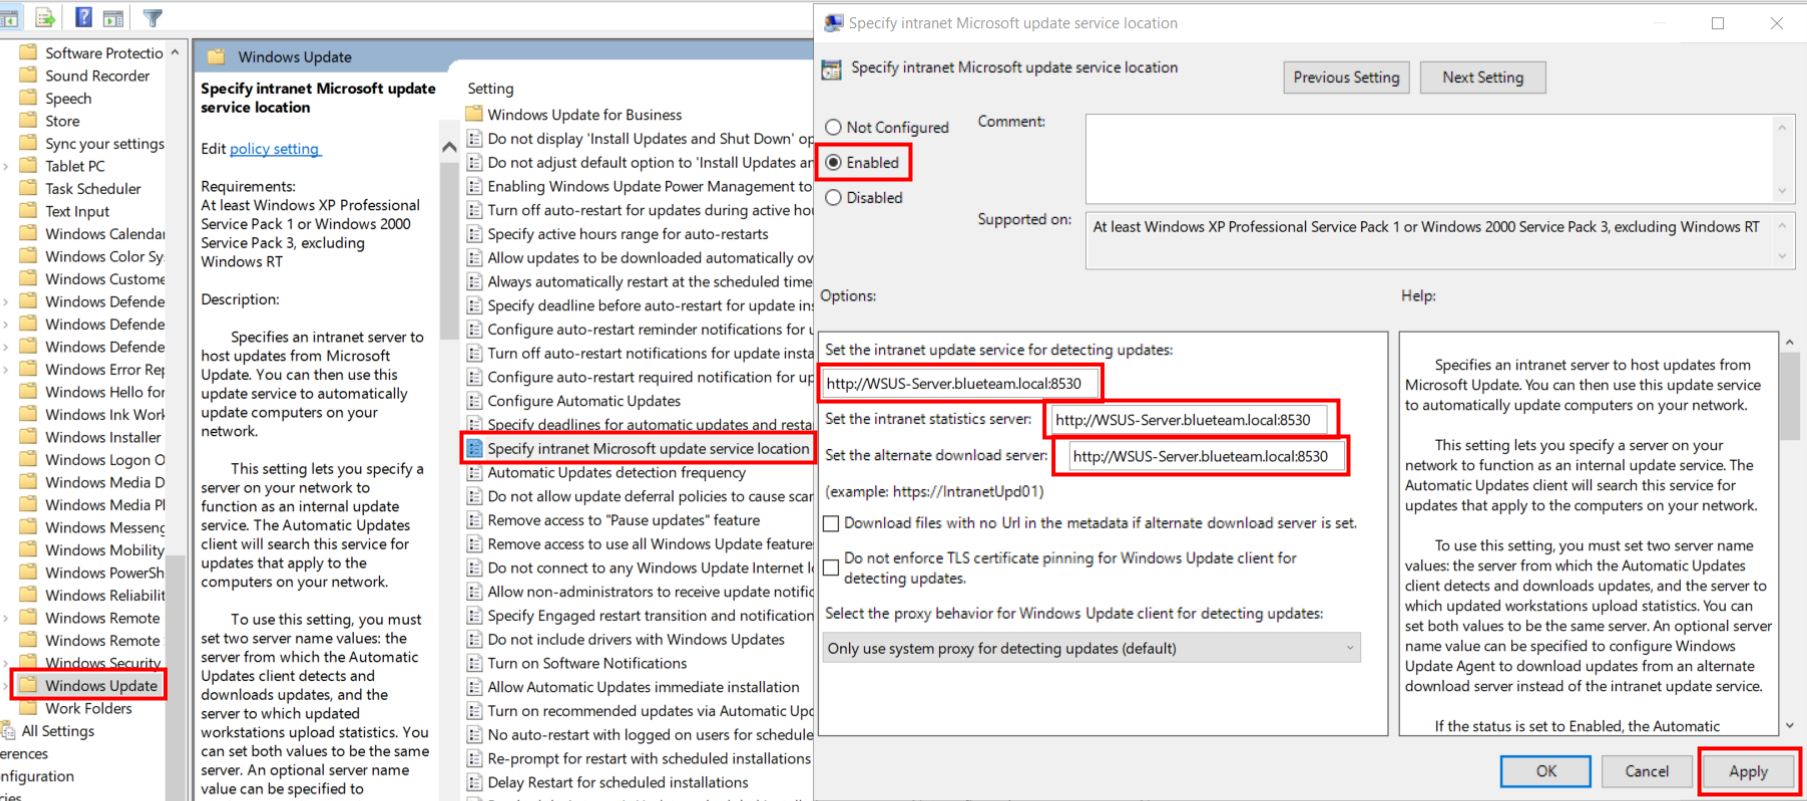 Software Protectio
Sound Recorder
Speech
Store
Sync your settings
Tablet PC
Task Scheduler
Text Input
Windows Calendar
Windows Color Sy
Windows Custome
Windows Defende
Windows Defende
Windows Defende
Windows Error Rep
Windows Hello for
Windows Ink Work
Windows Installer
Windows Logon O
Windows Media D
Windows Media Pl
Windows Messeng
Windows Mobility
Windows PowerSh
Windows Reliabilit
Windows Remote
Windows Remote
Windows Security
Windows Update
Work Folders
All Settings
erences
nfiguration
cies
Windows Update
Specify intranet Microsoft update
service location
Edit policy setting
Requirements:
At least Windows XP Professional
Service Pack 1 or Windows 2000
Service Pack 3, excluding
Windows RT
Description:
Specifies an intranet server to
host updates from Microsoft
Update. You can then use this
update service to automatically
update computers on your
network.
This setting lets you specify a
server on your network to
function as an internal update
service. The Automatic Updates
client will search this service for
updates that apply to the
computers on your network.
To use this setting, you must
set two server name values: the
server from which the Automatic
Updates client detects and
downloads updates, and the
server to which updated
workstations upload statistics. You
can set both values to be the same
server. An optional server name
value can be specified to
Setting
Windows Update for Business
Do not display 'Install Updates and Shut Down' op
Do not adjust default option to 'Install Updates an
Enabling Windows Update Power Management to
Turn off auto-restart for updates during active hou
Specify active hours range for auto-restarts
Allow updates to be downloaded automatically ov
Always automatically restart at the scheduled time
Specify deadline before auto-restart for update ins
Configure auto-restart reminder notifications for u
Turn off auto-restart notifications for update insta
Configure auto-restart required notification for up
Configure Automatic Updates
Specify deadlines for automatic updates and resta
Specify intranet Microsoft update service location
Automatic Updates detection frequency
Do not allow update deferral policies to cause scan
Remove access to "Pause updates" feature
Remove access to use all Windows Update features
Do not connect to any Windows Update Internet lo
Allow non-administrators to receive update notific
Specify Engaged restart transition and notification
Do not include drivers with Windows Updates
Turn on Software Notifications
Allow Automatic Updates immediate installation
Turn on recommended updates via Automatic Upd
No auto-restart with logged on users for schedule
Re-prompt for restart with scheduled installations
Delay Restart for scheduled installations
Specify intranet Microsoft update service location
Specify intranet Microsoft update service location
Previous Setting
Next Setting
Not Configured
Enabled
Disabled
Comment:
Supported on:
At least Windows XP Professional Service Pack 1 or Windows 2000 Service Pack 3, excluding Windows RT
Options:
Help:
Set the intranet update service for detecting updates:
http://WSUS-Server.blueteam.local:8530
Set the intranet statistics server:
http://WSUS-Server.blueteam.local:8530
Set the alternate download server:
http://WSUS-Server.blueteam.local:8530
(example: https://IntranetUpd01)
Download files with no Url in the metadata if alternate download server is set.
Do not enforce TLS certificate pinning for Windows Update client for
detecting updates.
Select the proxy behavior for Windows Update client for detecting updates:
Only use system proxy for detecting updates (default)
Specifies an intranet server to host updates from
Microsoft Update. You can then use this update service
to automatically update computers on your network.
This setting lets you specify a server on your
network to function as an internal update service. The
Automatic Updates client will search this service for
updates that apply to the computers on your network.
To use this setting, you must set two server name
values: the server from which the Automatic Updates
client detects and downloads updates, and the server to
which updated workstations upload statistics. You can
set both values to be the same server. An optional server
name value can be specified to configure Windows
Update Agent to download updates from an alternate
download server instead of the intranet update service.
If the status is set to Enabled, the Automatic
OK
Cancel
Apply